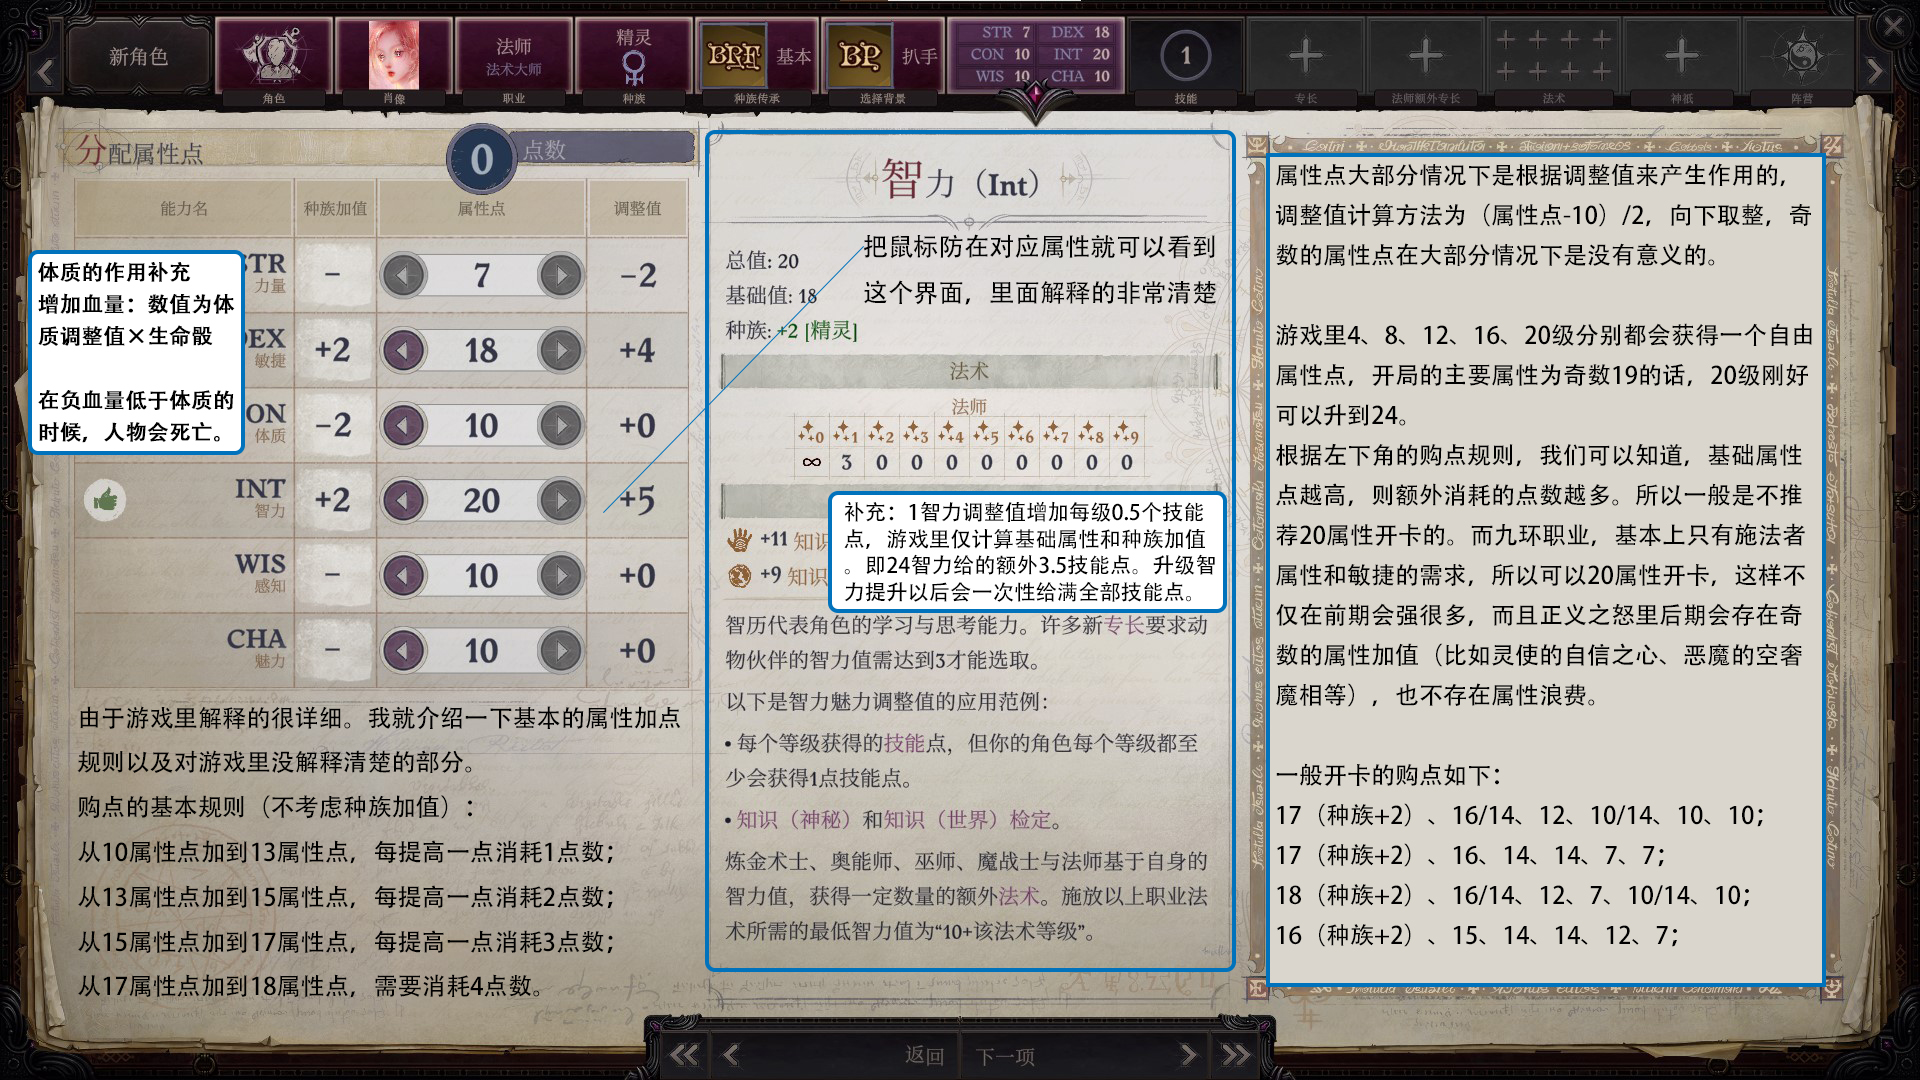 新角色
角色
肖像
法师
法术大师
职业
精灵
种族
BRF 基本
种族传承
BP 扒手
选择背景
STR 7 DEX 18
CON 10 INT 20
WIS 10 CHA 10
1
技能
专长
法师额外专长
法术
神祇
阵营
分配属性点
0 点数
能力名 种族加值 属性点 调整值
STR 力量 – 7 −2
DEX 敏捷 +2 18 +4
CON 体质 −2 10 +0
INT 智力 +2 20 +5
WIS 感知 – 10 +0
CHA 魅力 – 10 +0
体质的作用补充
增加血量：数值为体
质调整值×生命骰
在负血量低于体质的
时候，人物会死亡。
由于游戏里解释的很详细。我就介绍一下基本的属性加点
规则以及对游戏里没解释清楚的部分。
购点的基本规则（不考虑种族加值）：
从10属性点加到13属性点，每提高一点消耗1点数；
从13属性点加到15属性点，每提高一点消耗2点数；
从15属性点加到17属性点，每提高一点消耗3点数；
从17属性点加到18属性点，需要消耗4点数。
智力（Int）
总值: 20
基础值: 18
种族: +2 [精灵]
把鼠标防在对应属性就可以看到
这个界面，里面解释的非常清楚
法术
法师
0 1 2 3 4 5 6 7 8 9
∞ 3 0 0 0 0 0 0 0 0
+11 知识
+9 知识
补充：1智力调整值增加每级0.5个技能
点，游戏里仅计算基础属性和种族加值
。即24智力给的额外3.5技能点。升级智
力提升以后会一次性给满全部技能点。
智历代表角色的学习与思考能力。许多新专长要求动
物伙伴的智力值需达到3才能选取。
以下是智力魅力调整值的应用范例：
• 每个等级获得的技能点，但你的角色每个等级都至
少会获得1点技能点。
• 知识（神秘）和知识（世界）检定。
炼金术士、奥能师、巫师、魔战士与法师基于自身的
智力值，获得一定数量的额外法术。施放以上职业法
术所需的最低智力值为“10+该法术等级”。
属性点大部分情况下是根据调整值来产生作用的，
调整值计算方法为（属性点-10）/2，向下取整，奇
数的属性点在大部分情况下是没有意义的。
游戏里4、8、12、16、20级分别都会获得一个自由
属性点，开局的主要属性为奇数19的话，20级刚好
可以升到24。
根据左下角的购点规则，我们可以知道，基础属性
点越高，则额外消耗的点数越多。所以一般是不推
荐20属性开卡的。而九环职业，基本上只有施法者
属性和敏捷的需求，所以可以20属性开卡，这样不
仅在前期会强很多，而且正义之怒里后期会存在奇
数的属性加值（比如灵使的自信之心、恶魔的空奢
魔相等），也不存在属性浪费。
一般开卡的购点如下：
17（种族+2）、16/14、12、10/14、10、10；
17（种族+2）、16、14、14、7、7；
18（种族+2）、16/14、12、7、10/14、10；
16（种族+2）、15、14、14、12、7；
返回
下一项